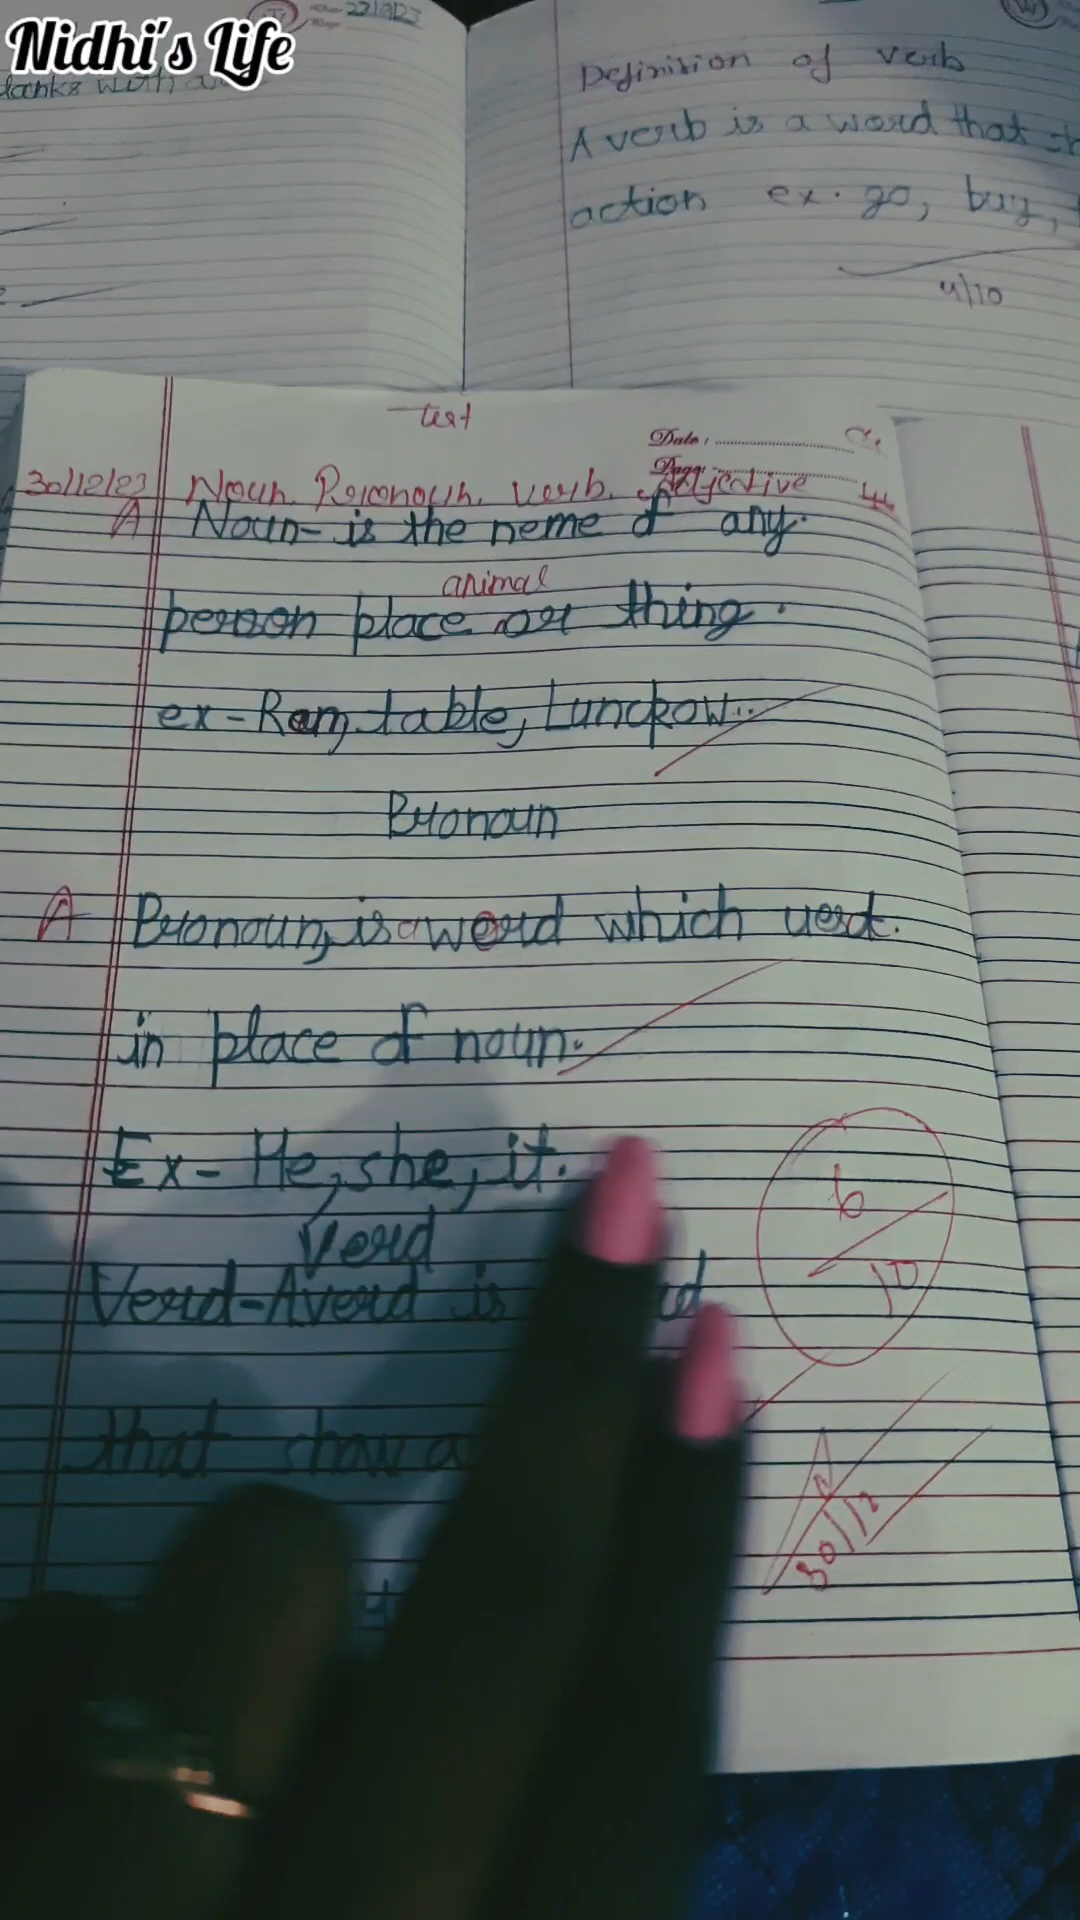 Nidhi's Life
Definition of verb
A verb is a word that sh
action ex. go, buy,
4/10
test
Date:
Page:
30/12/23 Noun. Pronoun. verb. Adjective
A Noun- is the neme of any.
animal
person place or thing.
ex-Ram, table, Lunckow..
Pronoun
A Pronoun, is a word which uerd.
in place of noun.
Ex- He, she, it.
Verd
Verd-Averd is
that show a
6/10
30/12